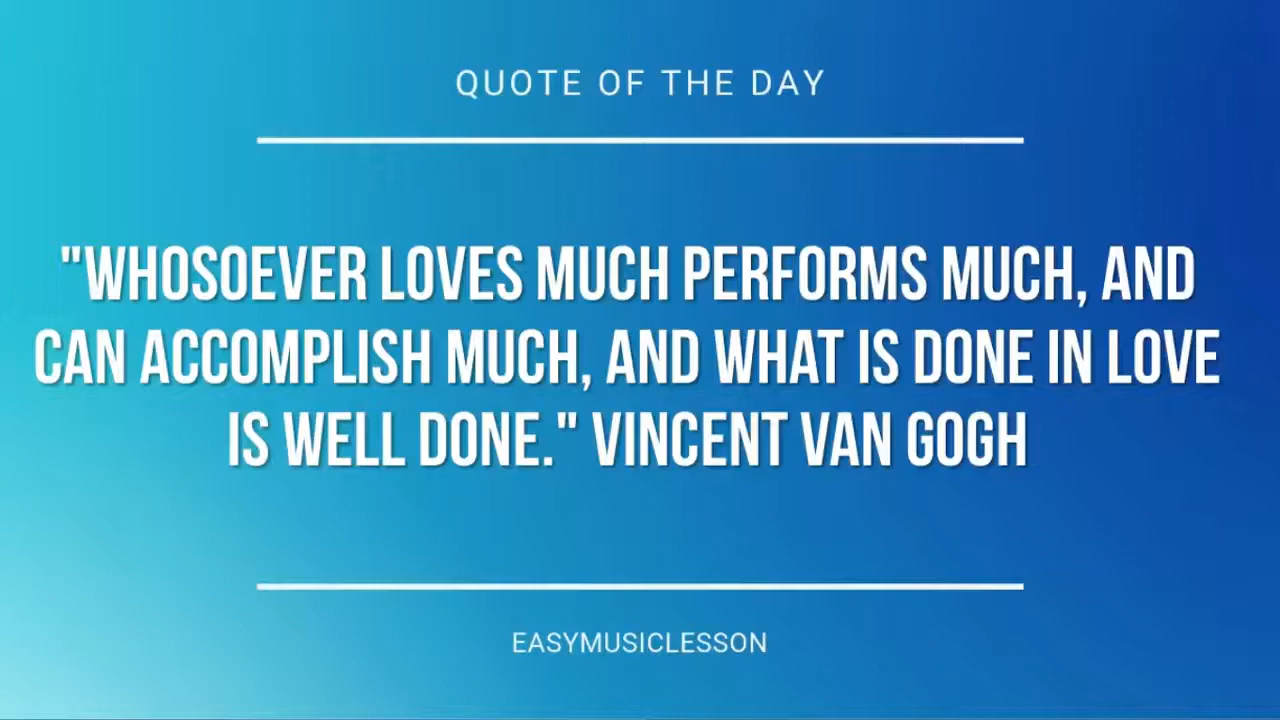 QUOTE OF THE DAY
"WHOSOEVER LOVES MUCH PERFORMS MUCH, AND
CAN ACCOMPLISH MUCH, AND WHAT IS DONE IN LOVE
IS WELL DONE." VINCENT VAN GOGH
EASYMUSICLESSON